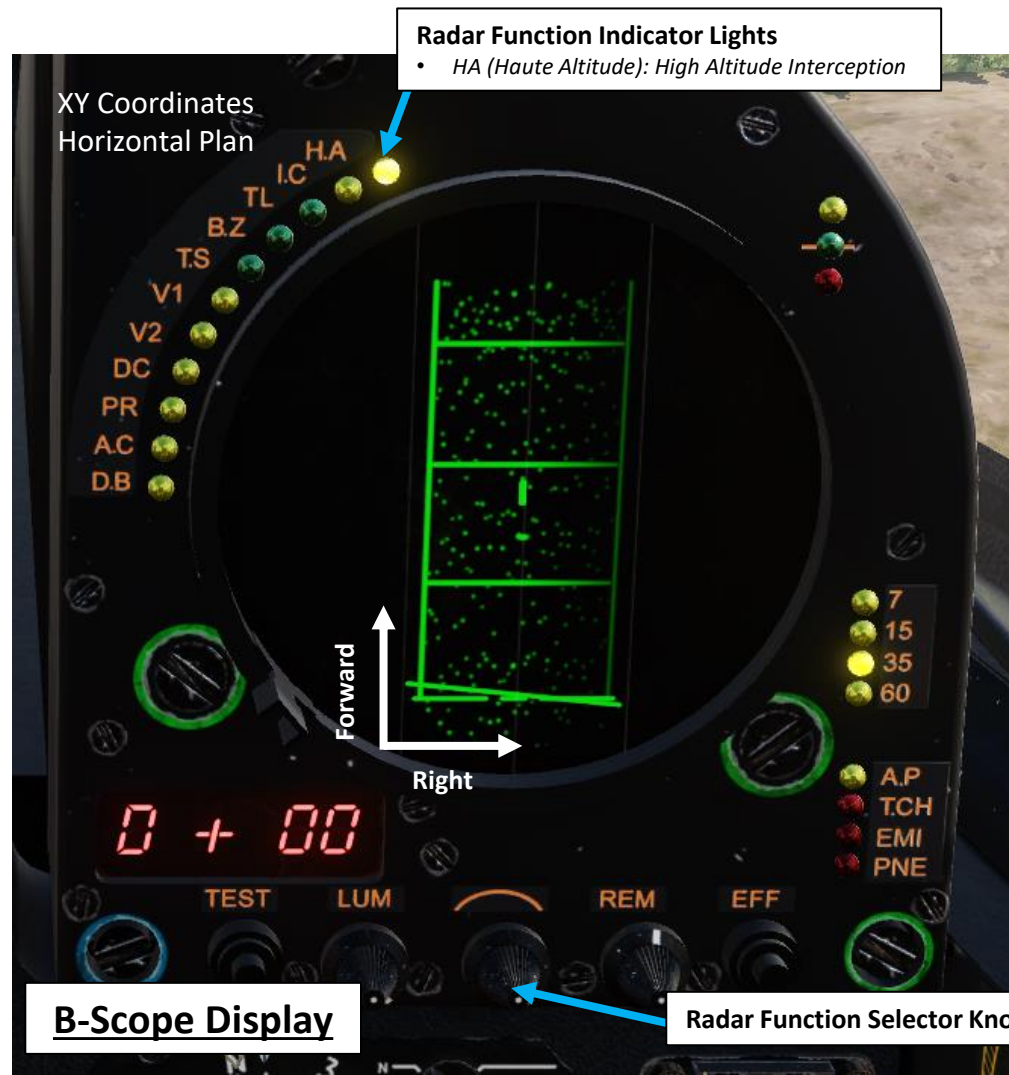 Radar Function Indicator Lights
• HA (Haute Altitude): High Altitude Interception
XY Coordinates
Horizontal Plan
H.A
I.C
TL
B.Z
T.S
V1
V2
DC
PR
A.C
D.B
7
15
35
60
Forward
Right
A.P
T.CH
EMI
PNE
0 + 00
TEST LUM REM EFF
B-Scope Display
Radar Function Selector Kno
N 3 N